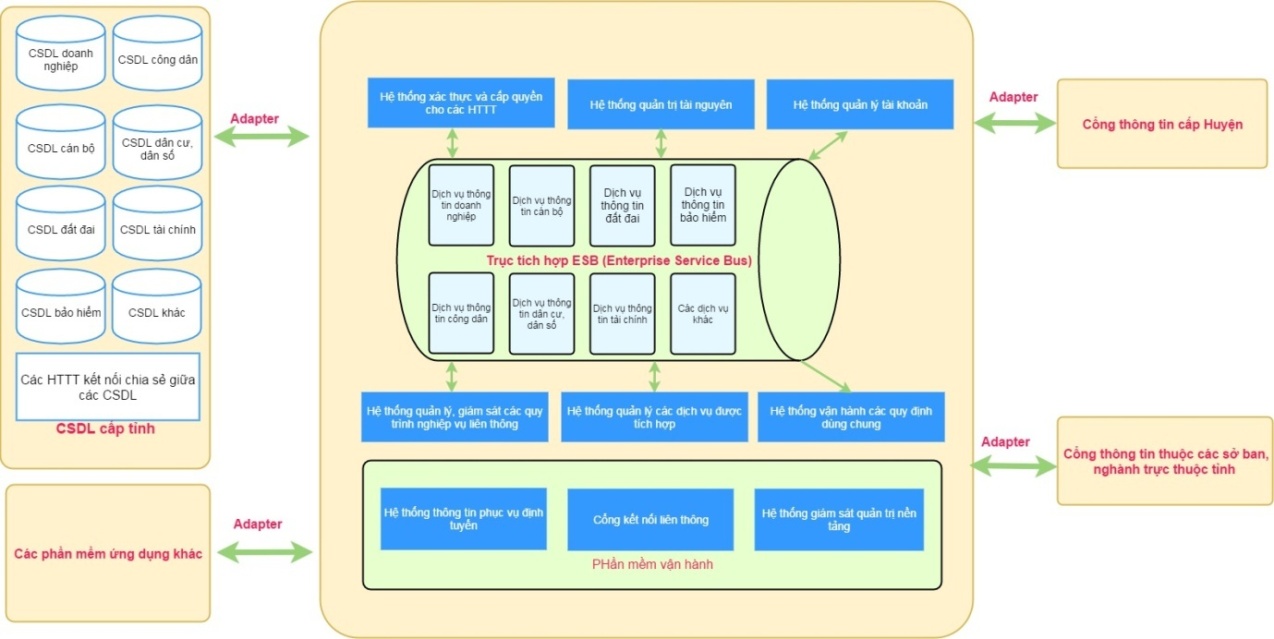 CSDL doanh
nghiệp
CSDL công dân
CSDL cán bộ
CSDL dân cư,
dân số
CSDL đất đai
CSDL tài chính
CSDL bảo hiểm
CSDL khác
Các HTTT kết nối chia sẻ giữa
các CSDL
CSDL cấp tỉnh
Adapter
Các phần mềm ứng dụng khác
Adapter
Hệ thống xác thực và cấp quyền
cho các HTTT
Hệ thống quản trị tài nguyên
Hệ thống quản lý tài khoản
Dịch vụ thông
tin doanh
nghiệp
Dịch vụ thông
tin cán bộ
Dịch vụ
thông tin
đất đai
Dịch vụ
thông tin
bảo hiểm
Trục tích hợp ESB (Enterprise Service Bus)
Dịch vụ thông
tin công dân
Dịch vụ thông
tin dân cư,
dân số
Dịch vụ thông
tin tài chính
Các dịch vụ
khác
Hệ thống quản lý, giám sát các quy
trình nghiệp vụ liên thông
Hệ thống quản lý các dịch vụ được
tích hợp
Hệ thống vận hành các quy định
dùng chung
Hệ thống thông tin phục vụ định
tuyến
Cổng kết nối liên thông
Hệ thống giám sát quản trị nền
tảng
PHần mềm vận hành
Adapter
Cổng thông tin cấp Huyện
Adapter
Cổng thông tin thuộc các sở ban,
nghành trực thuộc tỉnh